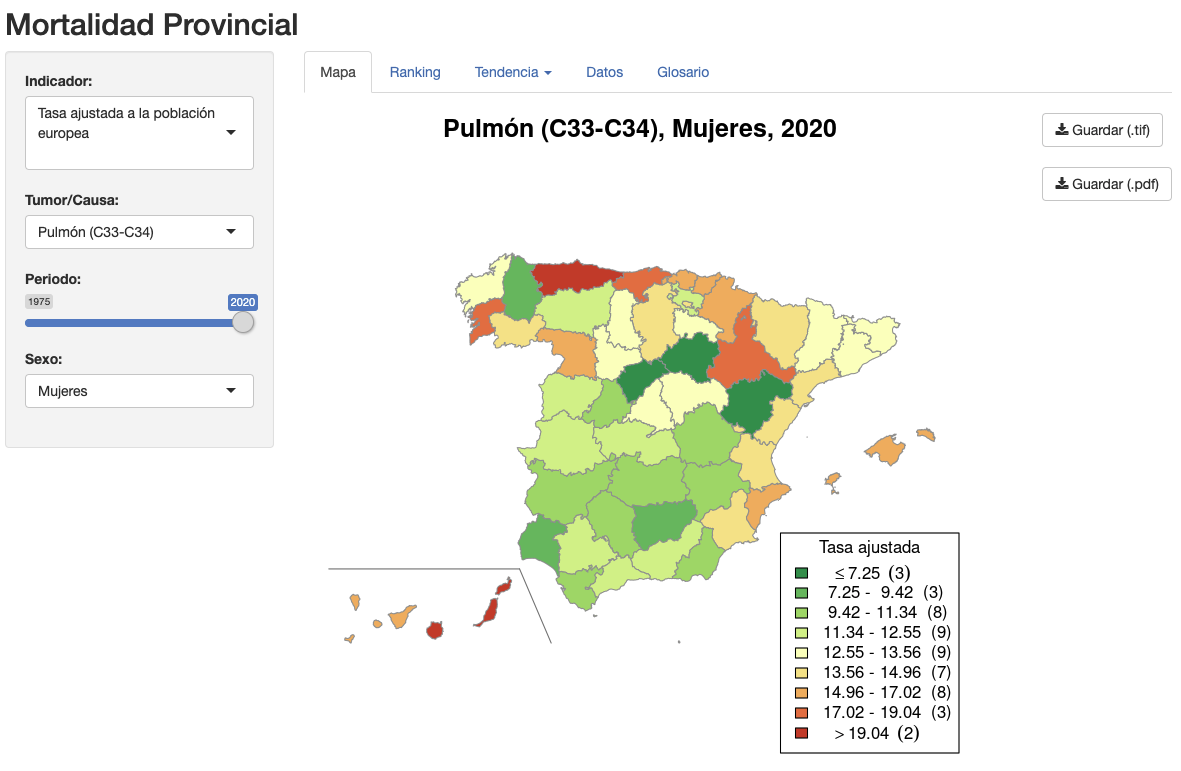 Mortalidad Provincial
Indicador:
Tasa ajustada a la población
europea
Tumor/Causa:
Pulmón (C33-C34)
Periodo:
1975
2020
Sexo:
Mujeres
Mapa
Ranking
Tendencia
Datos
Glosario
Pulmón (C33-C34), Mujeres, 2020
Guardar (.tif)
Guardar (.pdf)
Tasa ajustada
≤ 7.25 (3)
7.25 - 9.42 (3)
9.42 - 11.34 (8)
11.34 - 12.55 (9)
12.55 - 13.56 (9)
13.56 - 14.96 (7)
14.96 - 17.02 (8)
17.02 - 19.04 (3)
> 19.04 (2)